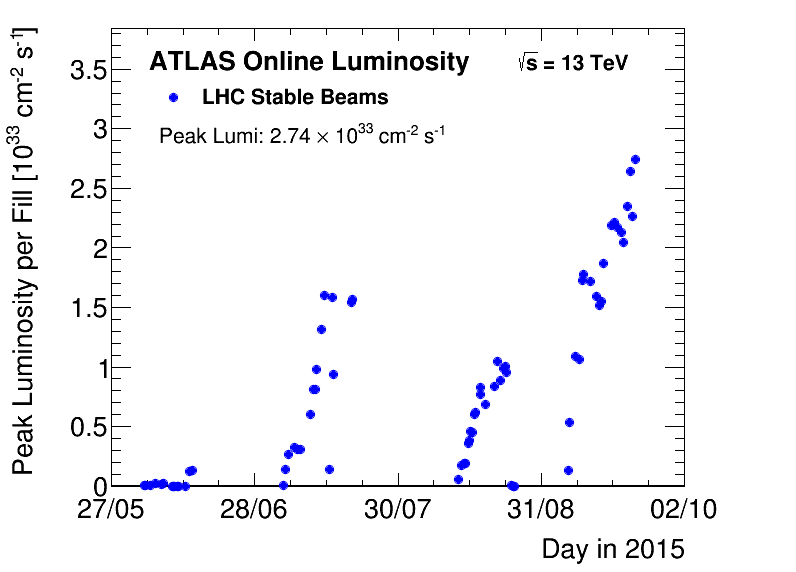 ATLAS Online Luminosity √s = 13 TeV
LHC Stable Beams
Peak Lumi: 2.74 × 10³³ cm⁻² s⁻¹
Peak Luminosity per Fill [10³³ cm⁻² s⁻¹]
3.5
3
2.5
2
1.5
1
0.5
0
27/05 28/06 30/07 31/08 02/10
Day in 2015